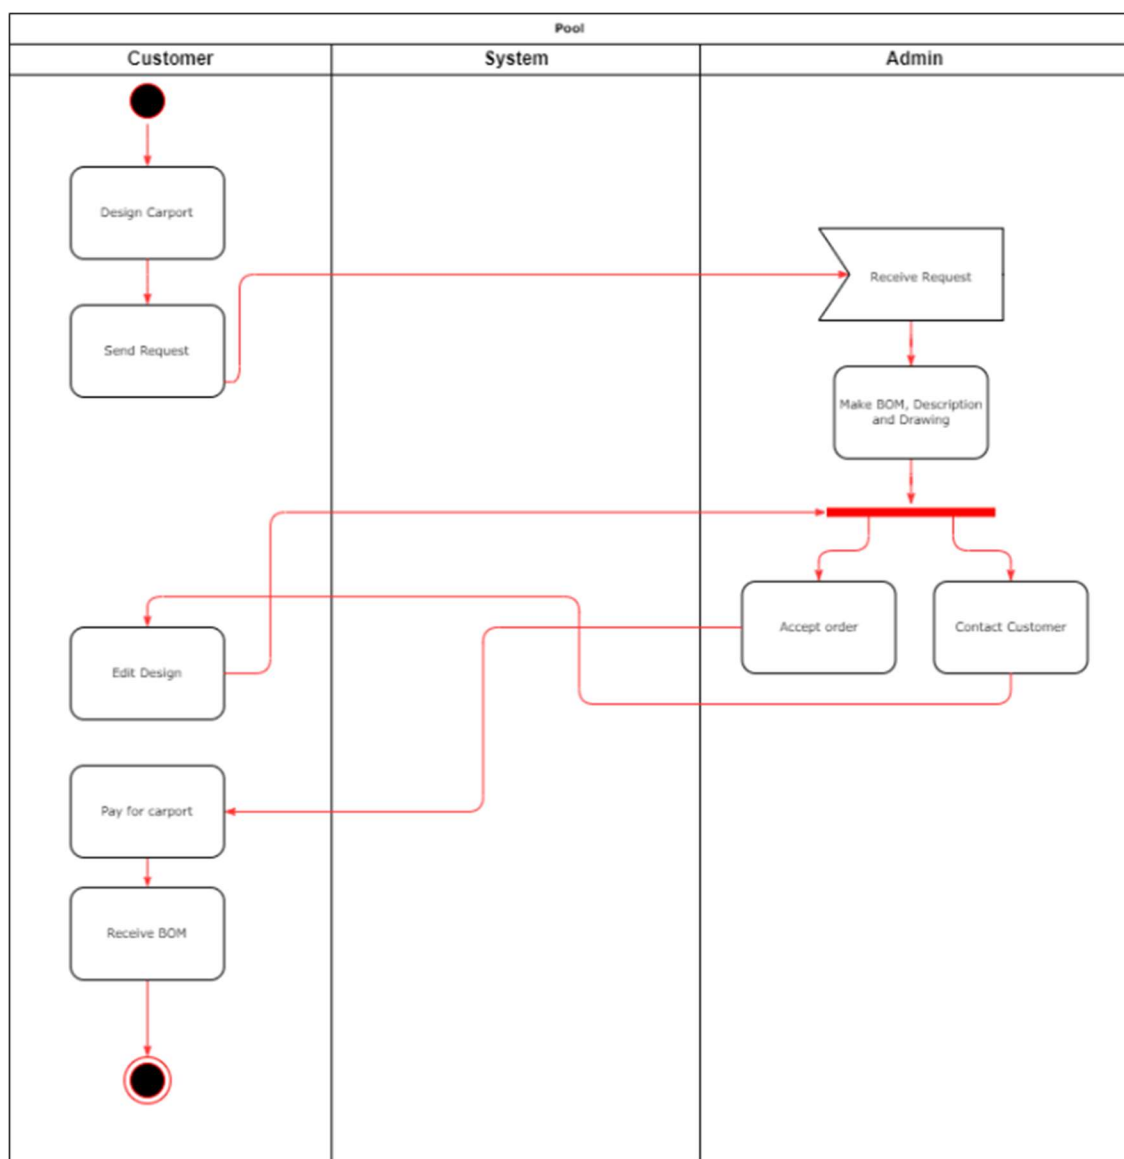 Pool
Customer
System
Admin
Design Carport
Receive Request
Send Request
Make BOM, Description
and Drawing
Accept order
Contact Customer
Edit Design
Pay for carport
Receive BOM